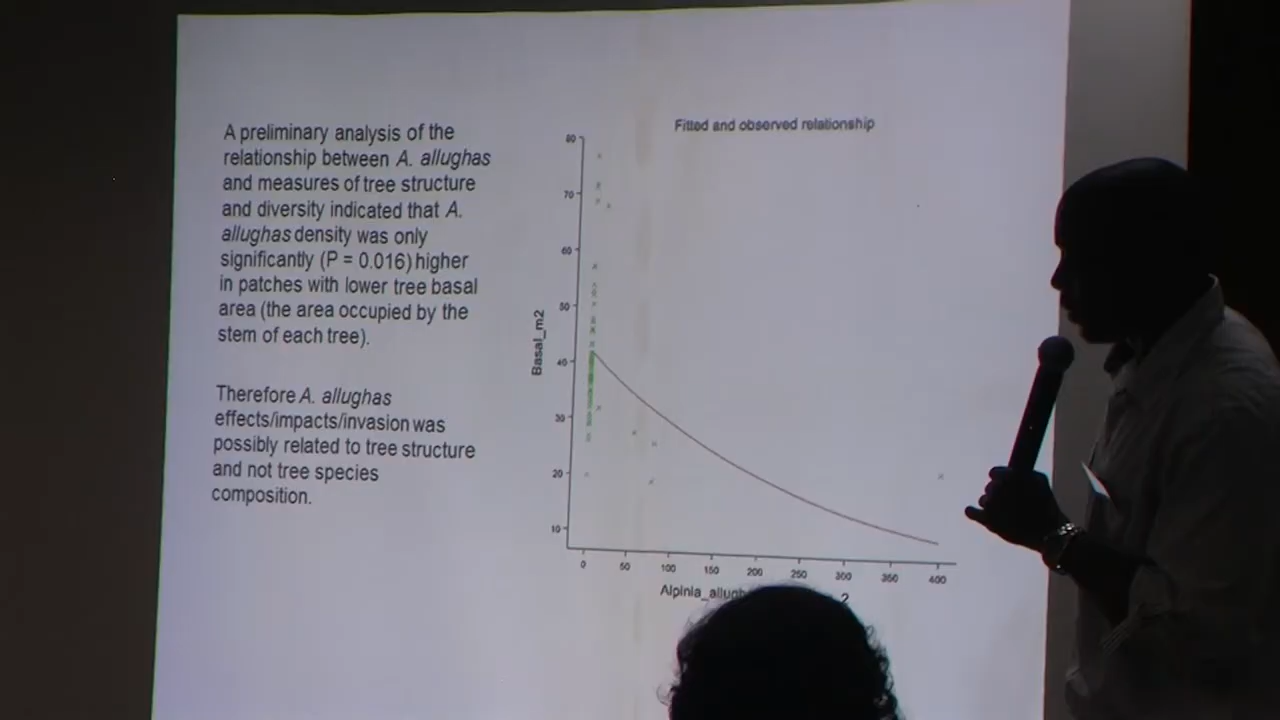 A preliminary analysis of the
relationship between A. allughas
and measures of tree structure
and diversity indicated that A.
allughas density was only
significantly (P = 0.016) higher
in patches with lower tree basal
area (the area occupied by the
stem of each tree).
Therefore A. allughas
effects/impacts/invasion was
possibly related to tree structure
and not tree species
composition.
Fitted and observed relationship
80
70
60
50
40
30
20
10
Basal_m2
0 50 100 150 200 250 300 350 400
2